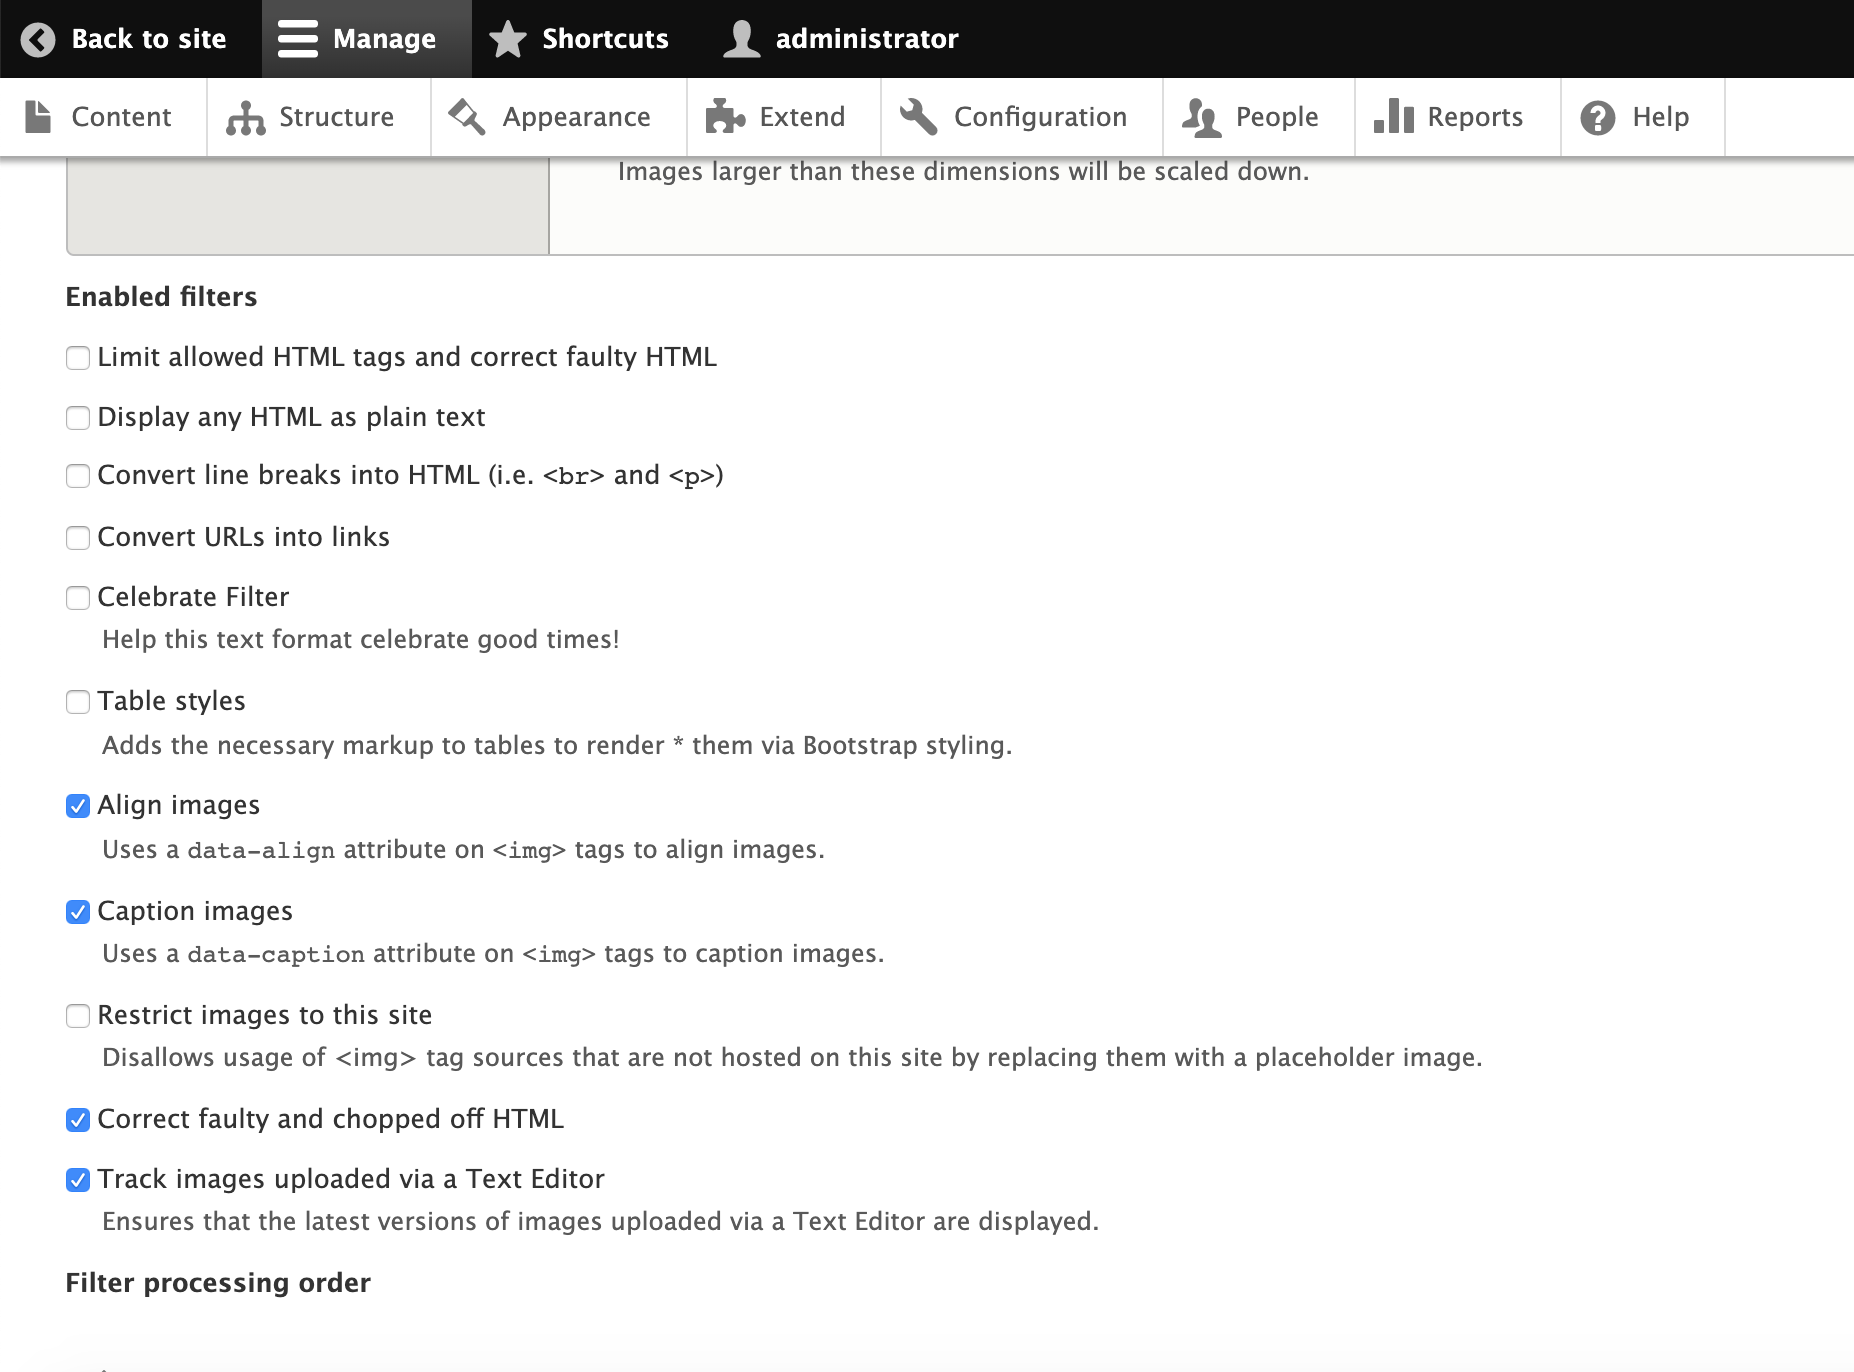 Back to site Manage Shortcuts administrator
Content Structure Appearance Extend Configuration People Reports Help
Images larger than these dimensions will be scaled down.
Enabled filters
Limit allowed HTML tags and correct faulty HTML
Display any HTML as plain text
Convert line breaks into HTML (i.e. <br> and <p>)
Convert URLs into links
Celebrate Filter
Help this text format celebrate good times!
Table styles
Adds the necessary markup to tables to render * them via Bootstrap styling.
Align images
Uses a data-align attribute on <img> tags to align images.
Caption images
Uses a data-caption attribute on <img> tags to caption images.
Restrict images to this site
Disallows usage of <img> tag sources that are not hosted on this site by replacing them with a placeholder image.
Correct faulty and chopped off HTML
Track images uploaded via a Text Editor
Ensures that the latest versions of images uploaded via a Text Editor are displayed.
Filter processing order